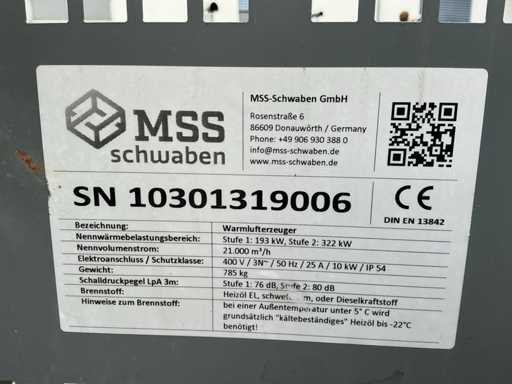 MSS
schwaben
MSS-Schwaben GmbH
Rosenstraße 6
86609 Donauwörth / Germany
Phone: +49 906 930 388 0
info@mss-schwaben.de
www.mss-schwaben.de
SN 10301319006
CE
DIN EN 13842
Bezeichnung: Warmlufterzeuger
Nennwärmebelastungsbereich: Stufe 1: 193 kW, Stufe 2: 322 kW
Nennvolumenstrom: 21.000 m³/h
Elektroanschluss / Schutzklasse: 400 V / 3N~ / 50 Hz / 25 A / 10 kW / IP 54
Gewicht: 785 kg
Schalldruckpegel LpA 3m: Stufe 1: 76 dB, Stufe 2: 80 dB
Brennstoff: Heizöl EL, oder Dieselkraftstoff
Hinweise zum Brennstoff: bei einer Außentemperatur unter 5° C wird
grundsätzlich "kältebeständiges" Heizöl bis -22°C
benötigt!